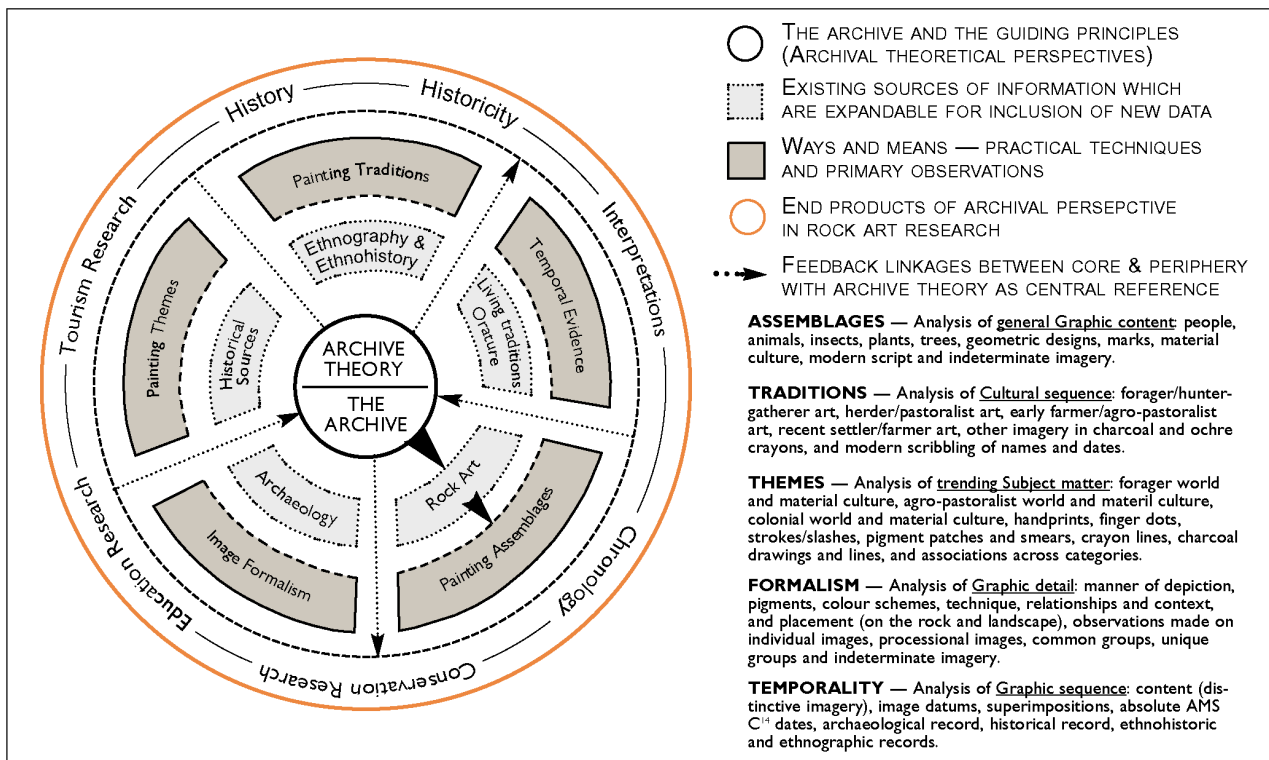 History
Historicity
Interpretations
Chronology
Conservation Research
Education Research
Tourism Research
Painting Traditions
Ethnography &
Ethnohistory
Temporal Evidence
Living traditions
Orature
Painting Assemblages
Rock Art
Image Formalism
Archaeology
Painting Themes
Historical
Sources
ARCHIVE
THEORY
THE
ARCHIVE
THE ARCHIVE AND THE GUIDING PRINCIPLES
(ARCHIVAL THEORETICAL PERSPECTIVES)
EXISTING SOURCES OF INFORMATION WHICH
ARE EXPANDABLE FOR INCLUSION OF NEW DATA
WAYS AND MEANS — PRACTICAL TECHNIQUES
AND PRIMARY OBSERVATIONS
END PRODUCTS OF ARCHIVAL PERSEPCTIVE
IN ROCK ART RESEARCH
FEEDBACK LINKAGES BETWEEN CORE & PERIPHERY
WITH ARCHIVE THEORY AS CENTRAL REFERENCE
ASSEMBLAGES — Analysis of general Graphic content: people,
animals, insects, plants, trees, geometric designs, marks, material
culture, modern script and indeterminate imagery.
TRADITIONS — Analysis of Cultural sequence: forager/hunter-
gatherer art, herder/pastoralist art, early farmer/agro-pastoralist
art, recent settler/farmer art, other imagery in charcoal and ochre
crayons, and modern scribbling of names and dates.
THEMES — Analysis of trending Subject matter: forager world
and material culture, agro-pastoralist world and materil culture,
colonial world and material culture, handprints, finger dots,
strokes/slashes, pigment patches and smears, crayon lines, charcoal
drawings and lines, and associations across categories.
FORMALISM — Analysis of Graphic detail: manner of depiction,
pigments, colour schemes, technique, relationships and context,
and placement (on the rock and landscape), observations made on
individual images, processional images, common groups, unique
groups and indeterminate imagery.
TEMPORALITY — Analysis of Graphic sequence: content (dis-
tinctive imagery), image datums, superimpositions, absolute AMS
C¹⁴ dates, archaeological record, historical record, ethnohistoric
and ethnographic records.